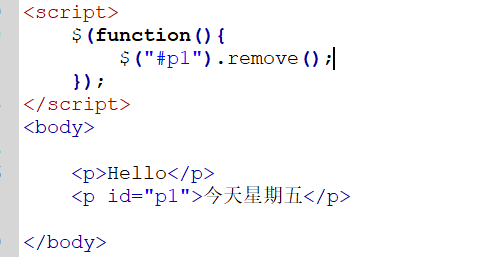 <script>
$(function(){
$("#p1").remove();
});
</script>
<body>
<p>Hello</p>
<p id="p1">今天星期五</p>
</body>